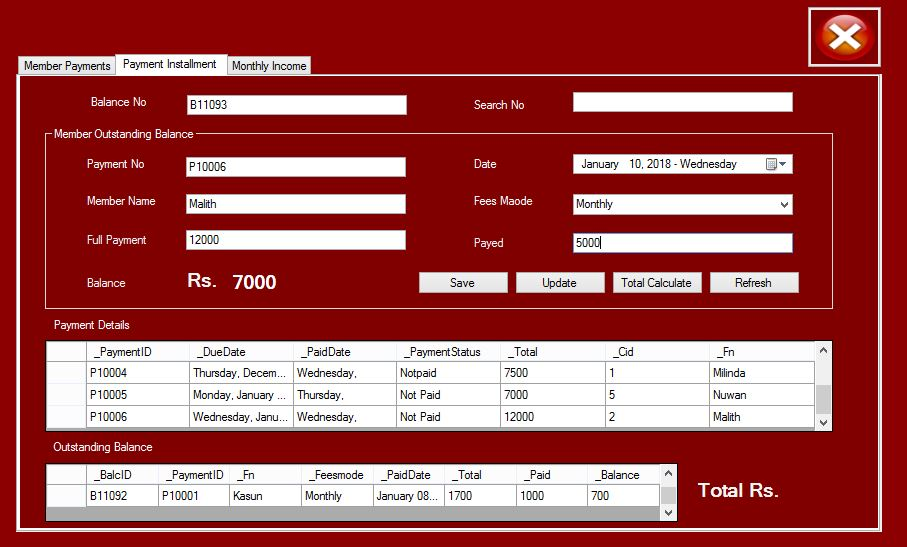 Member Payments Payment Installment Monthly Income
Balance No B11093 Search No
Member Outstanding Balance
Payment No P10006 Date January 10, 2018 - Wednesday
Member Name Malith Fees Maode Monthly
Full Payment 12000 Payed 5000
Balance Rs. 7000 Save Update Total Calculate Refresh
Payment Details
_PaymentID _DueDate _PaidDate _PaymentStatus _Total _Cid _Fn
P10004 Thursday, Decem... Wednesday, Notpaid 7500 1 Milinda
P10005 Monday, January ... Thursday, Not Paid 7000 5 Nuwan
P10006 Wednesday, Janu... Wednesday, Not Paid 12000 2 Malith
Outstanding Balance
_BalcID _PaymentID _Fn _Feesmode _PaidDate _Total _Paid _Balance
B11092 P10001 Kasun Monthly January 08... 1700 1000 700
Total Rs.